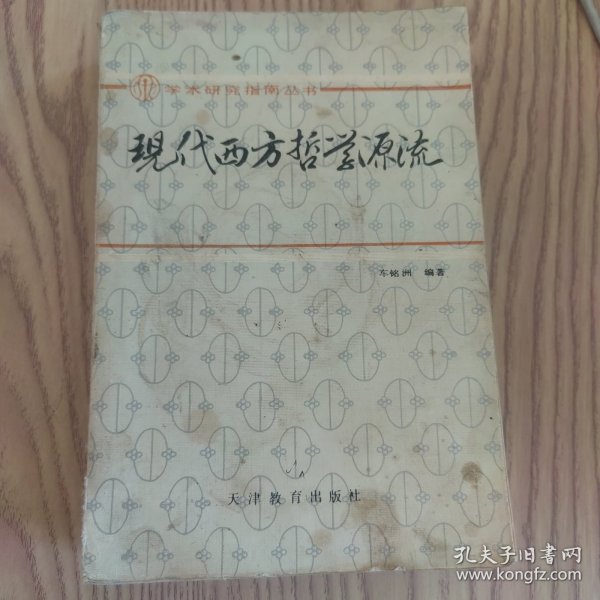 学术研究指南丛书
现代西方哲学源流
车铭洲 编著
天津教育出版社
孔夫子旧书网
www.kongfz.com